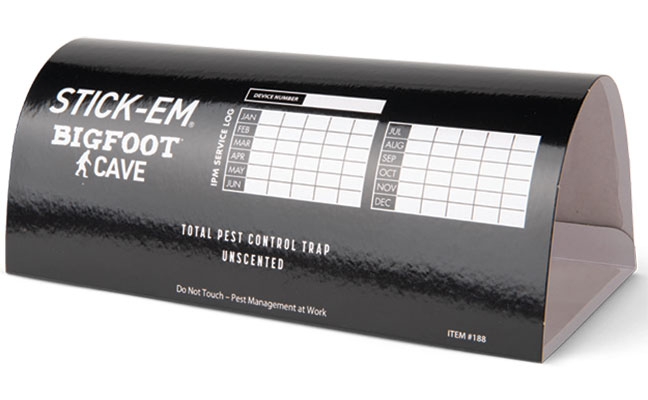 STICK-EM®
BIGFOOT™
CAVE
DEVICE NUMBER
IPM SERVICE LOG
JAN
FEB
MAR
APR
MAY
JUN
JUL
AUG
SEP
OCT
NOV
DEC
TOTAL PEST CONTROL TRAP
UNSCENTED
Do Not Touch – Pest Management at Work
ITEM #188